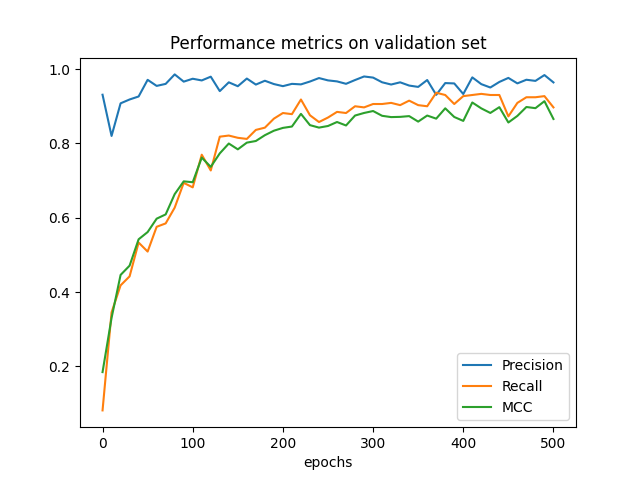 Performance metrics on validation set
1.0
0.8
0.6
0.4
0.2
Precision
Recall
MCC
0 100 200 300 400 500
epochs